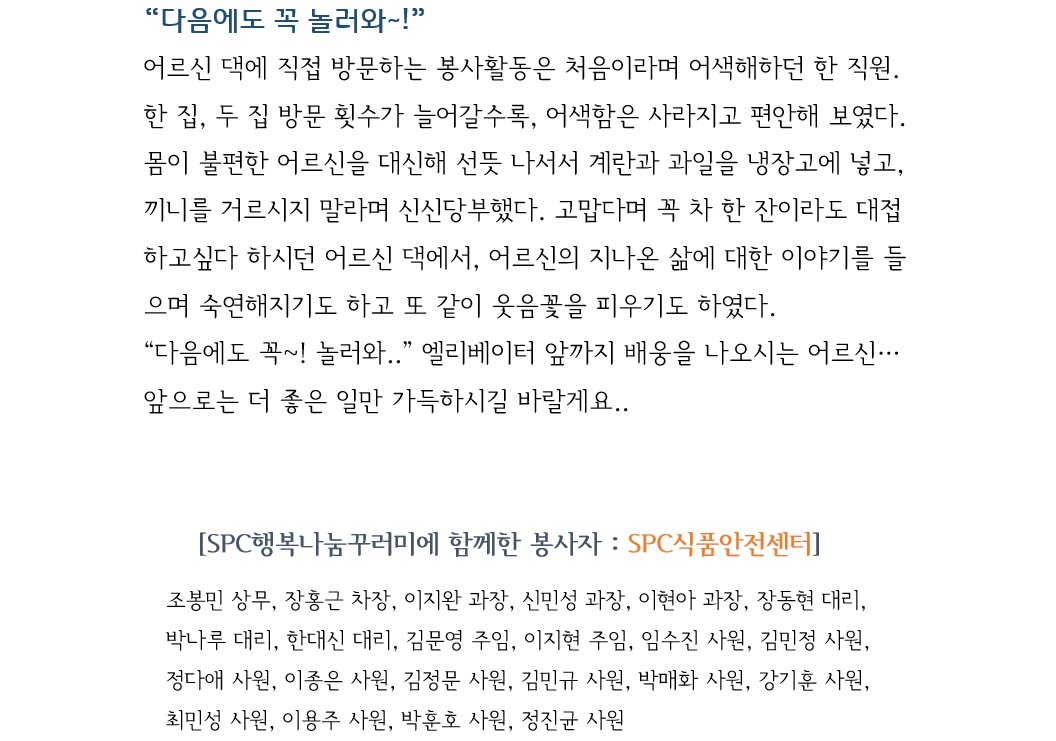 “다음에도 꼭 놀러와~!”
어르신 댁에 직접 방문하는 봉사활동은 처음이라며 어색해하던 한 직원.
한 집, 두 집 방문 횟수가 늘어갈수록, 어색함은 사라지고 편안해 보였다.
몸이 불편한 어르신을 대신해 선뜻 나서서 계란과 과일을 냉장고에 넣고,
끼니를 거르시지 말라며 신신당부했다. 고맙다며 꼭 차 한 잔이라도 대접
하고싶다 하시던 어르신 댁에서, 어르신의 지나온 삶에 대한 이야기를 들
으며 숙연해지기도 하고 또 같이 웃음꽃을 피우기도 하였다.
“다음에도 꼭~! 놀러와..” 엘리베이터 앞까지 배웅을 나오시는 어르신…
앞으로는 더 좋은 일만 가득하시길 바랄게요..
[SPC행복나눔꾸러미에 함께한 봉사자 : SPC식품안전센터]
조봉민 상무, 장홍근 차장, 이지완 과장, 신민성 과장, 이현아 과장, 장동현 대리,
박나루 대리, 한대신 대리, 김문영 주임, 이지현 주임, 임수진 사원, 김민정 사원,
정다애 사원, 이종은 사원, 김정문 사원, 김민규 사원, 박매화 사원, 강기훈 사원,
최민성 사원, 이용주 사원, 박훈호 사원, 정진균 사원